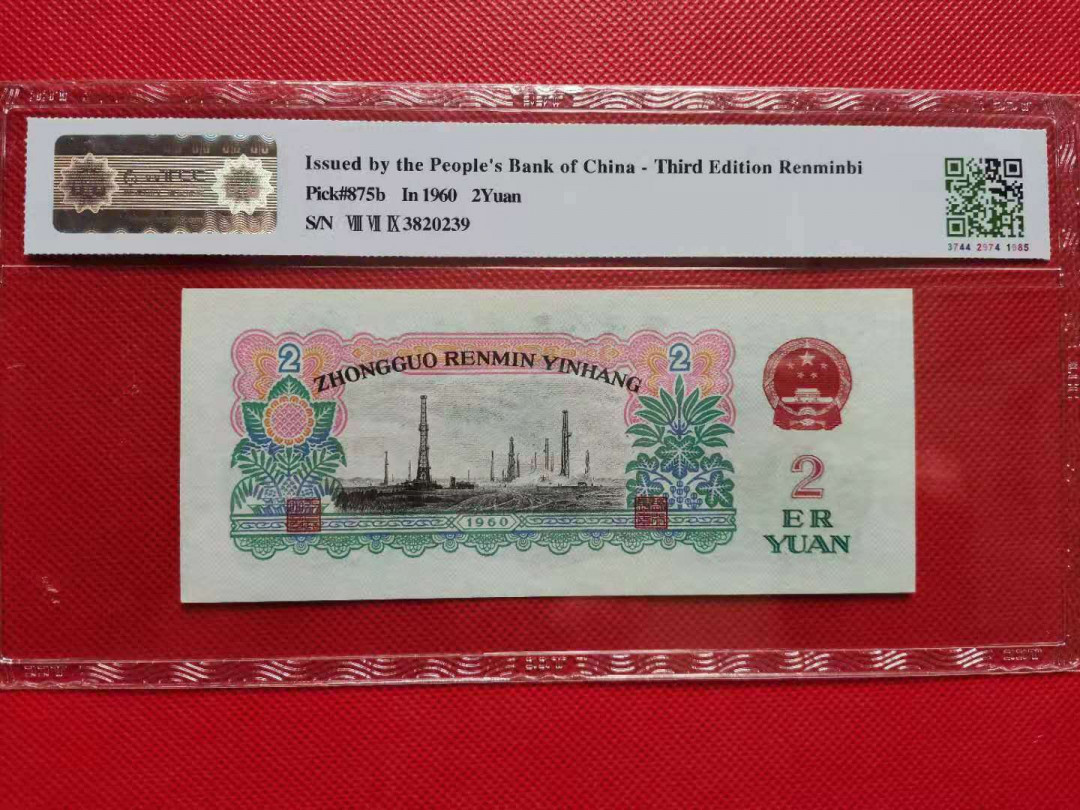 Issued by the People's Bank of China - Third Edition Renminbi
Pick#875b In 1960 2Yuan
S/N Ⅷ Ⅶ Ⅸ 3820239
3744 2974 1985
2 2
ZHONGGUO RENMIN YINHANG
1960
2
ER
YUAN